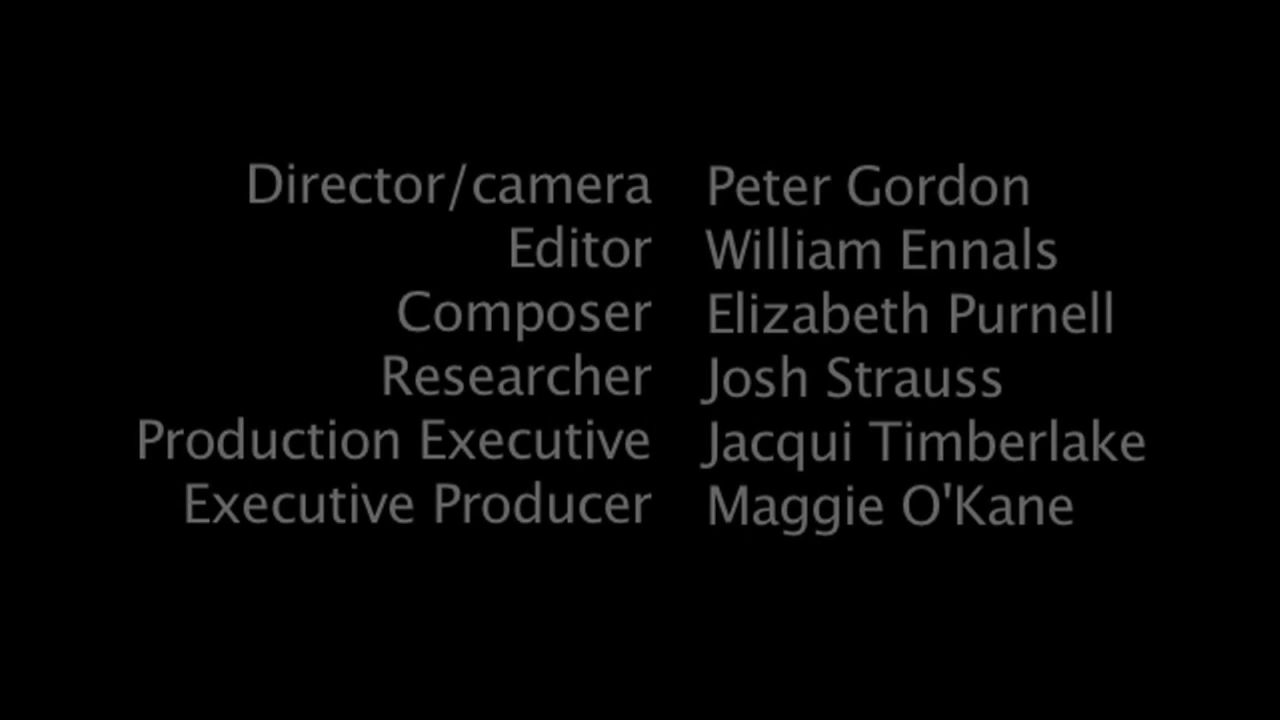 Director/camera Peter Gordon
Editor William Ennals
Composer Elizabeth Purnell
Researcher Josh Strauss
Production Executive Jacqui Timberlake
Executive Producer Maggie O'Kane